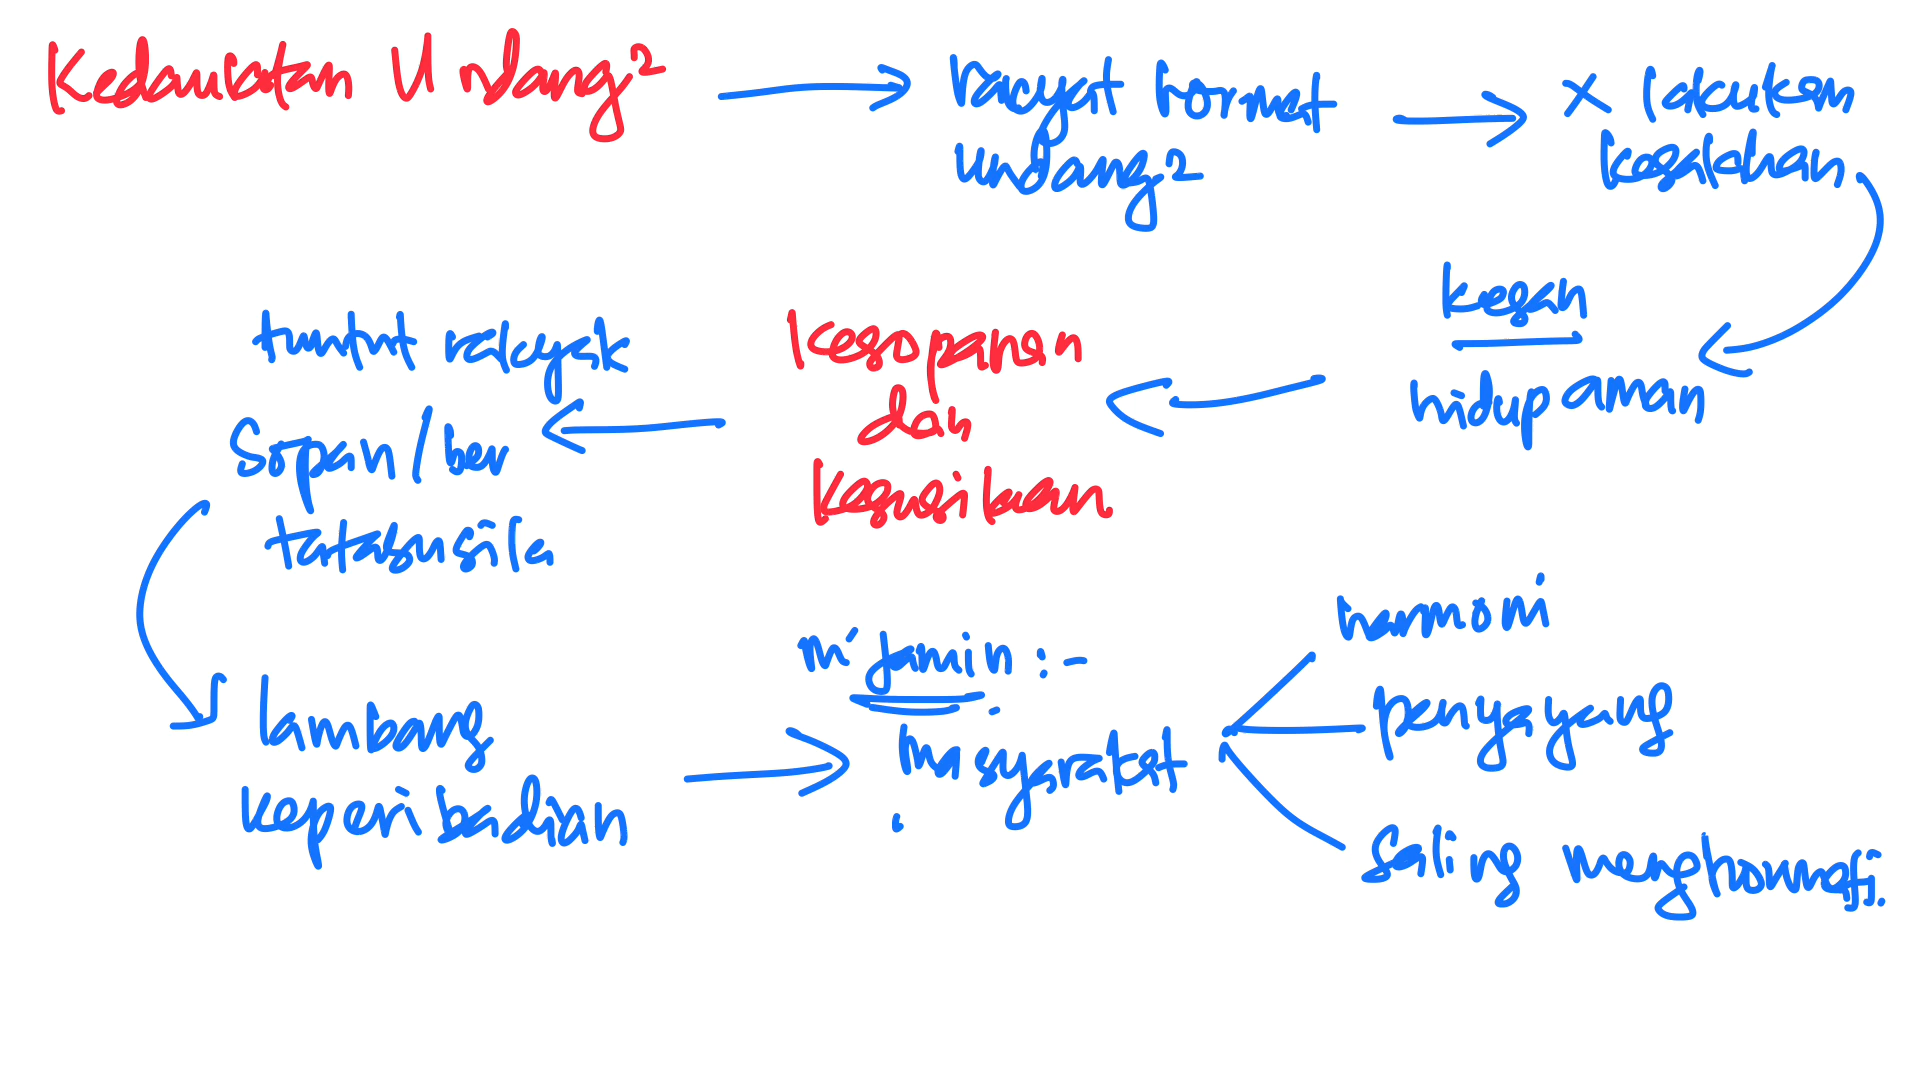 Kedaulatan Undang²
rakyat hormat
undang²
x lakukan
kesalahan
kesan
hidup aman
Kesopanan
dan
Kesusilaan
tuntut rakyat
sopan/ber
tatasusila
lambang
keperibadian
m'jamin :-
masyarakat
harmoni
penyayang
saling menghormati.